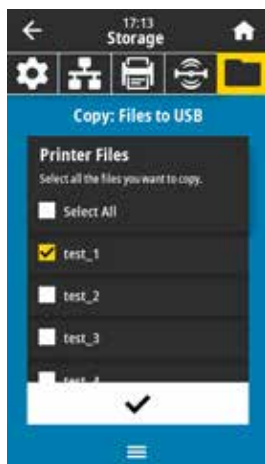 17:13
Storage
Copy: Files to USB
Printer Files
Select all the files you want to copy.
Select All
test_1
test_2
test_3